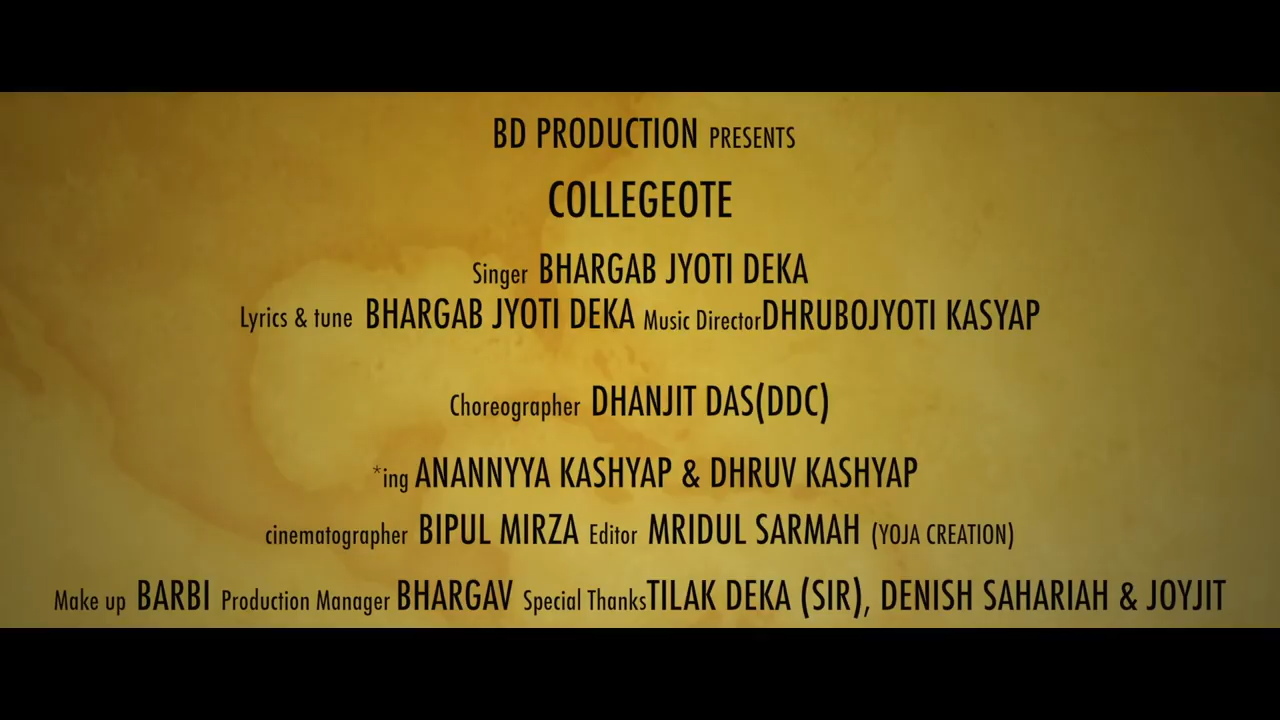 BD PRODUCTION PRESENTS
COLLEGEOTE
Singer BHARGAB JYOTI DEKA
Lyrics & tune BHARGAB JYOTI DEKA Music DirectorDHRUBOJYOTI KASYAP
Choreographer DHANJIT DAS(DDC)
*ing ANANNYYA KASHYAP & DHRUV KASHYAP
cinematographer BIPUL MIRZA Editor MRIDUL SARMAH (YOJA CREATION)
Make up BARBI Production Manager BHARGAV Special ThanksTILAK DEKA (SIR), DENISH SAHARIAH & JOYJIT